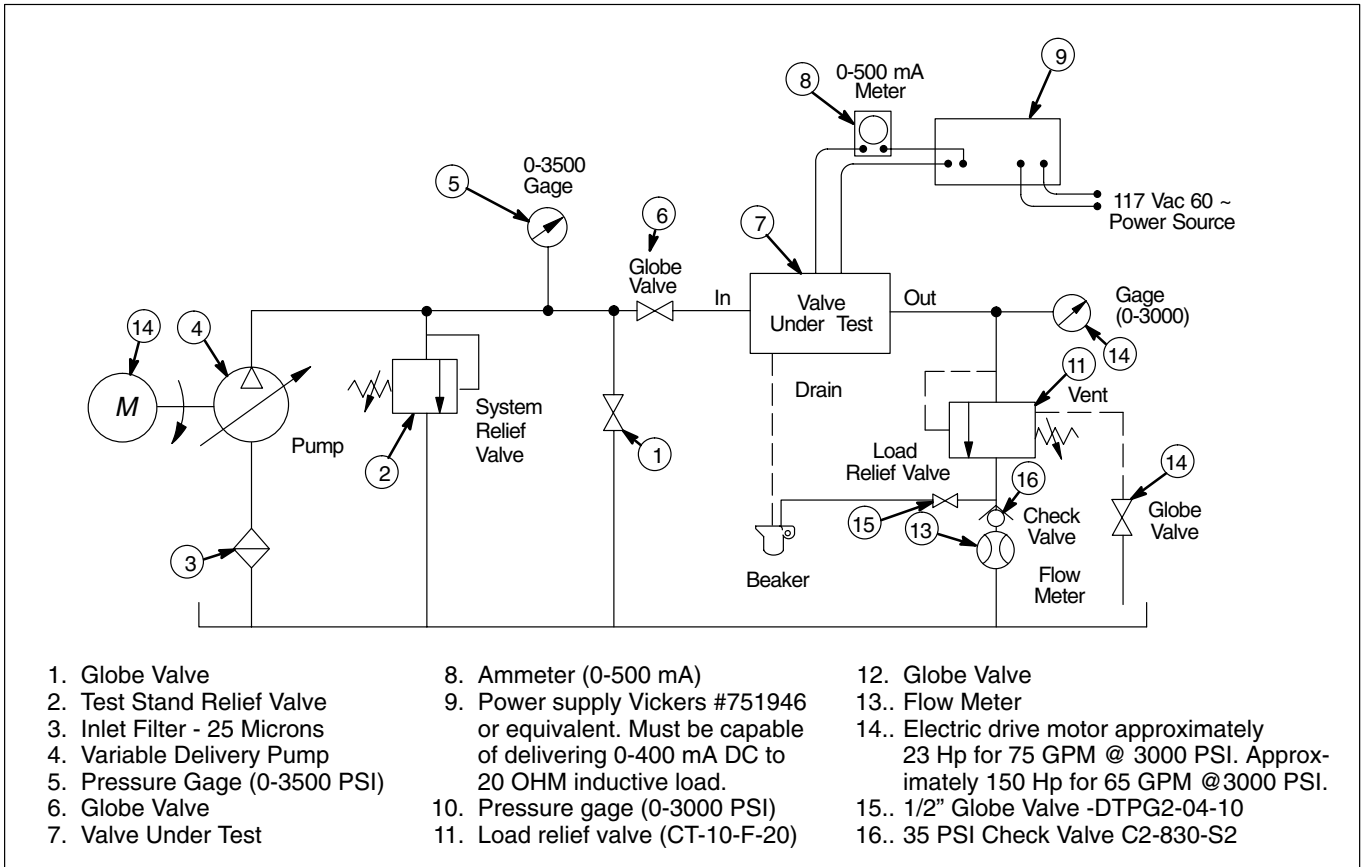 0-500 mA
Meter
8
9
0-3500
Gage
5
6
7
117 Vac 60 ~
Power Source
Globe
Valve
In
Valve
Under Test
Out
Gage
(0-3000)
14
14
4
M
Pump
System
Relief
Valve
2
1
Drain
11
Vent
Load
Relief Valve
16
14
15
13
Check
Valve
Globe
Valve
3
Beaker
Flow
Meter
1. Globe Valve
2. Test Stand Relief Valve
3. Inlet Filter - 25 Microns
4. Variable Delivery Pump
5. Pressure Gage (0-3500 PSI)
6. Globe Valve
7. Valve Under Test
8. Ammeter (0-500 mA)
9. Power supply Vickers #751946
or equivalent. Must be capable
of delivering 0-400 mA DC to
20 OHM inductive load.
10. Pressure gage (0-3000 PSI)
11. Load relief valve (CT-10-F-20)
12. Globe Valve
13.. Flow Meter
14.. Electric drive motor approximately
23 Hp for 75 GPM @ 3000 PSI. Approx-
imately 150 Hp for 65 GPM @3000 PSI.
15.. 1/2” Globe Valve -DTPG2-04-10
16.. 35 PSI Check Valve C2-830-S2